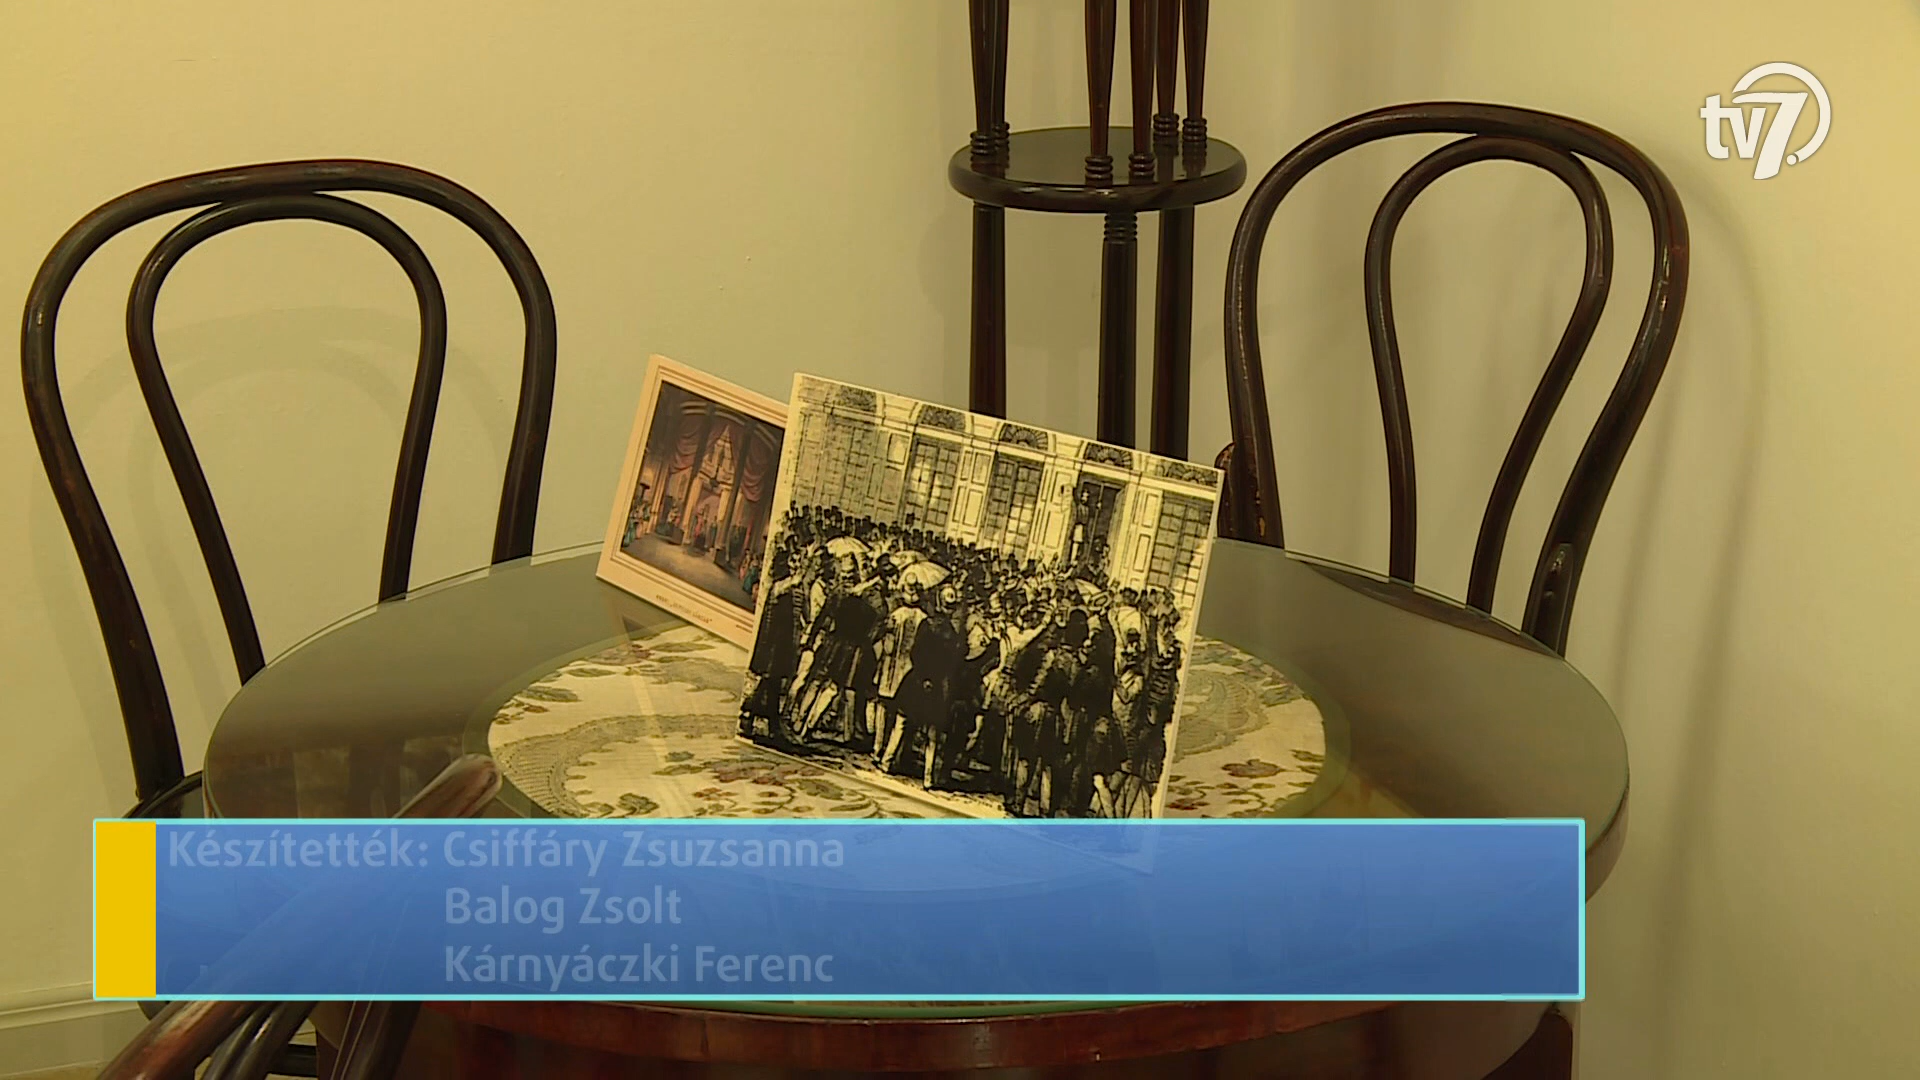 tv7.
Készítették: Csiffáry Zsuzsanna
Balog Zsolt
Kárnyáczki Ferenc